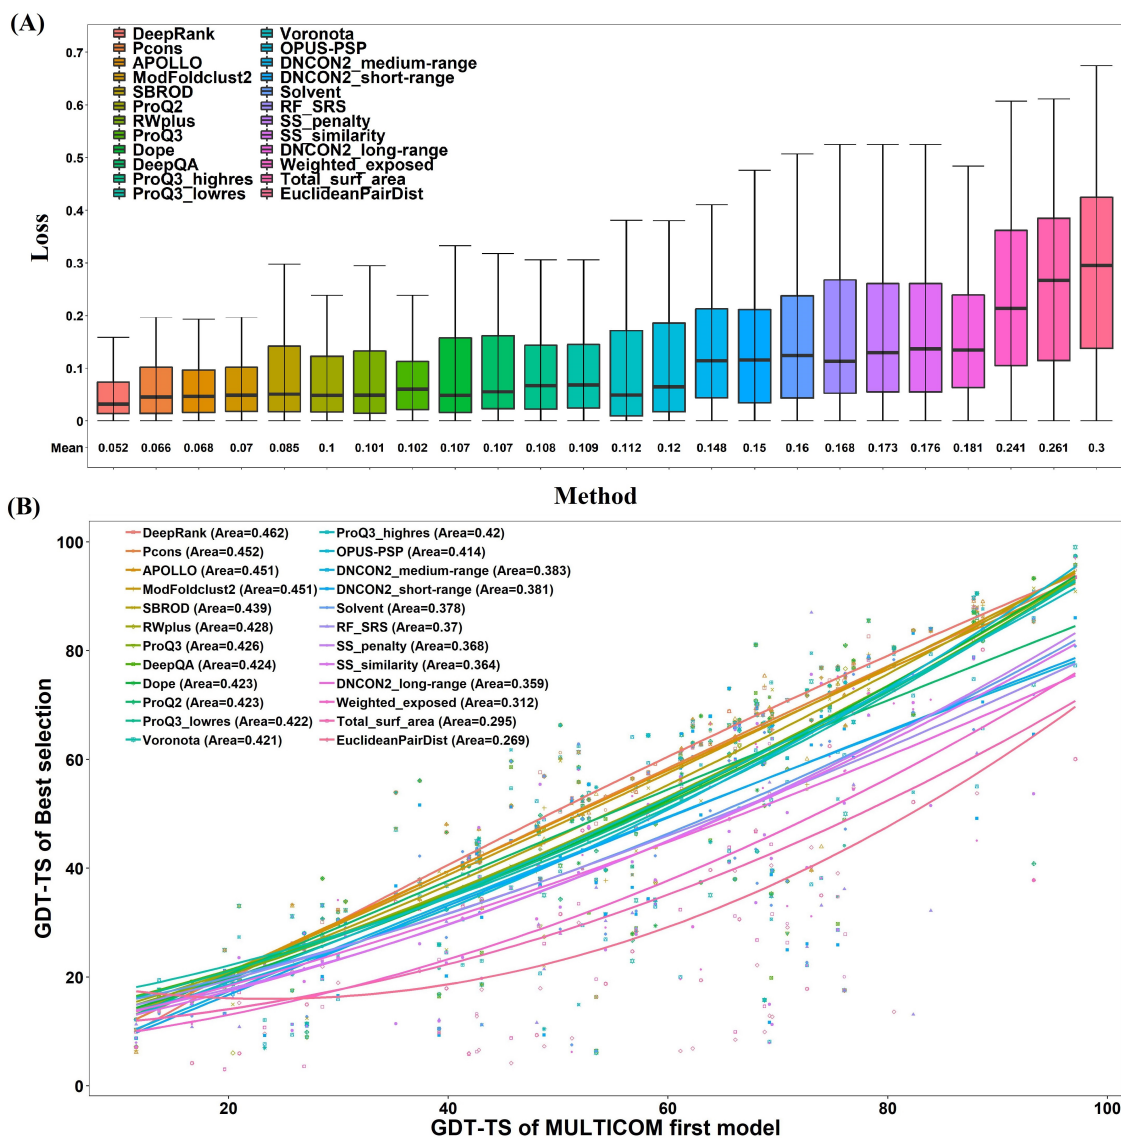 (A)
DeepRank
Pcons
APOLLO
ModFoldclust2
SBROD
ProQ2
RWplus
ProQ3
Dope
DeepQA
ProQ3_highres
ProQ3_lowres
Voronota
OPUS-PSP
DNCON2_medium-range
DNCON2_short-range
Solvent
RF_SRS
SS_penalty
SS_similarity
DNCON2_long-range
Weighted_exposed
Total_surf_area
EuclideanPairDist
0.7
0.6
0.5
0.4
0.3
0.2
0.1
0
Loss
Mean 0.052 0.066 0.068 0.07 0.085 0.1 0.101 0.102 0.107 0.107 0.108 0.109 0.112 0.12 0.148 0.15 0.16 0.168 0.173 0.176 0.181 0.241 0.261 0.3
Method
(B)
DeepRank (Area=0.462)
Pcons (Area=0.452)
APOLLO (Area=0.451)
ModFoldclust2 (Area=0.451)
SBROD (Area=0.439)
RWplus (Area=0.428)
ProQ3 (Area=0.426)
DeepQA (Area=0.424)
Dope (Area=0.423)
ProQ2 (Area=0.423)
ProQ3_lowres (Area=0.422)
Voronota (Area=0.421)
ProQ3_highres (Area=0.42)
OPUS-PSP (Area=0.414)
DNCON2_medium-range (Area=0.383)
DNCON2_short-range (Area=0.381)
Solvent (Area=0.378)
RF_SRS (Area=0.37)
SS_penalty (Area=0.368)
SS_similarity (Area=0.364)
DNCON2_long-range (Area=0.359)
Weighted_exposed (Area=0.312)
Total_surf_area (Area=0.295)
EuclideanPairDist (Area=0.269)
100
80
60
40
20
0
GDT-TS of Best selection
20 40 60 80 100
GDT-TS of MULTICOM first model